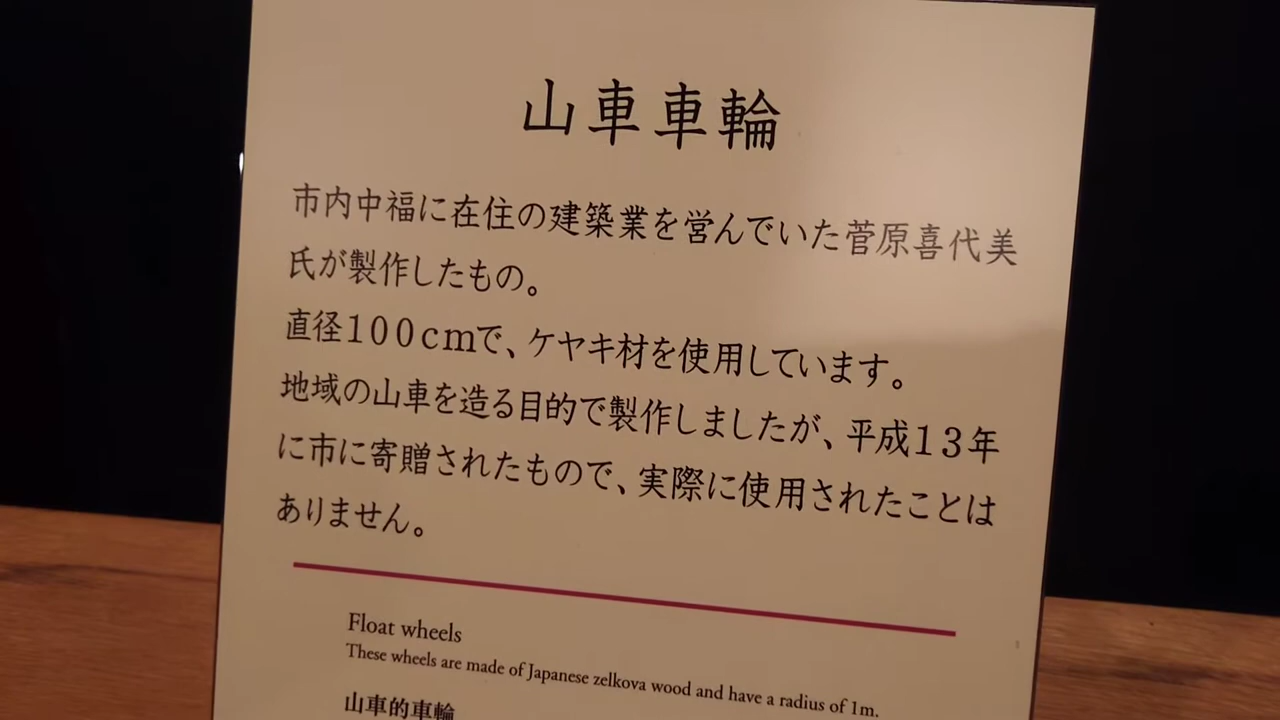 山車車輪
市内中福に在住の建築業を営んでいた菅原喜代美
氏が製作したもの。
直径100cmで、ケヤキ材を使用しています。
地域の山車を造る目的で製作しましたが、平成13年
に市に寄贈されたもので、実際に使用されたことは
ありません。
Float wheels
These wheels are made of Japanese zelkova wood and have a radius of 1m.
山車的車輪